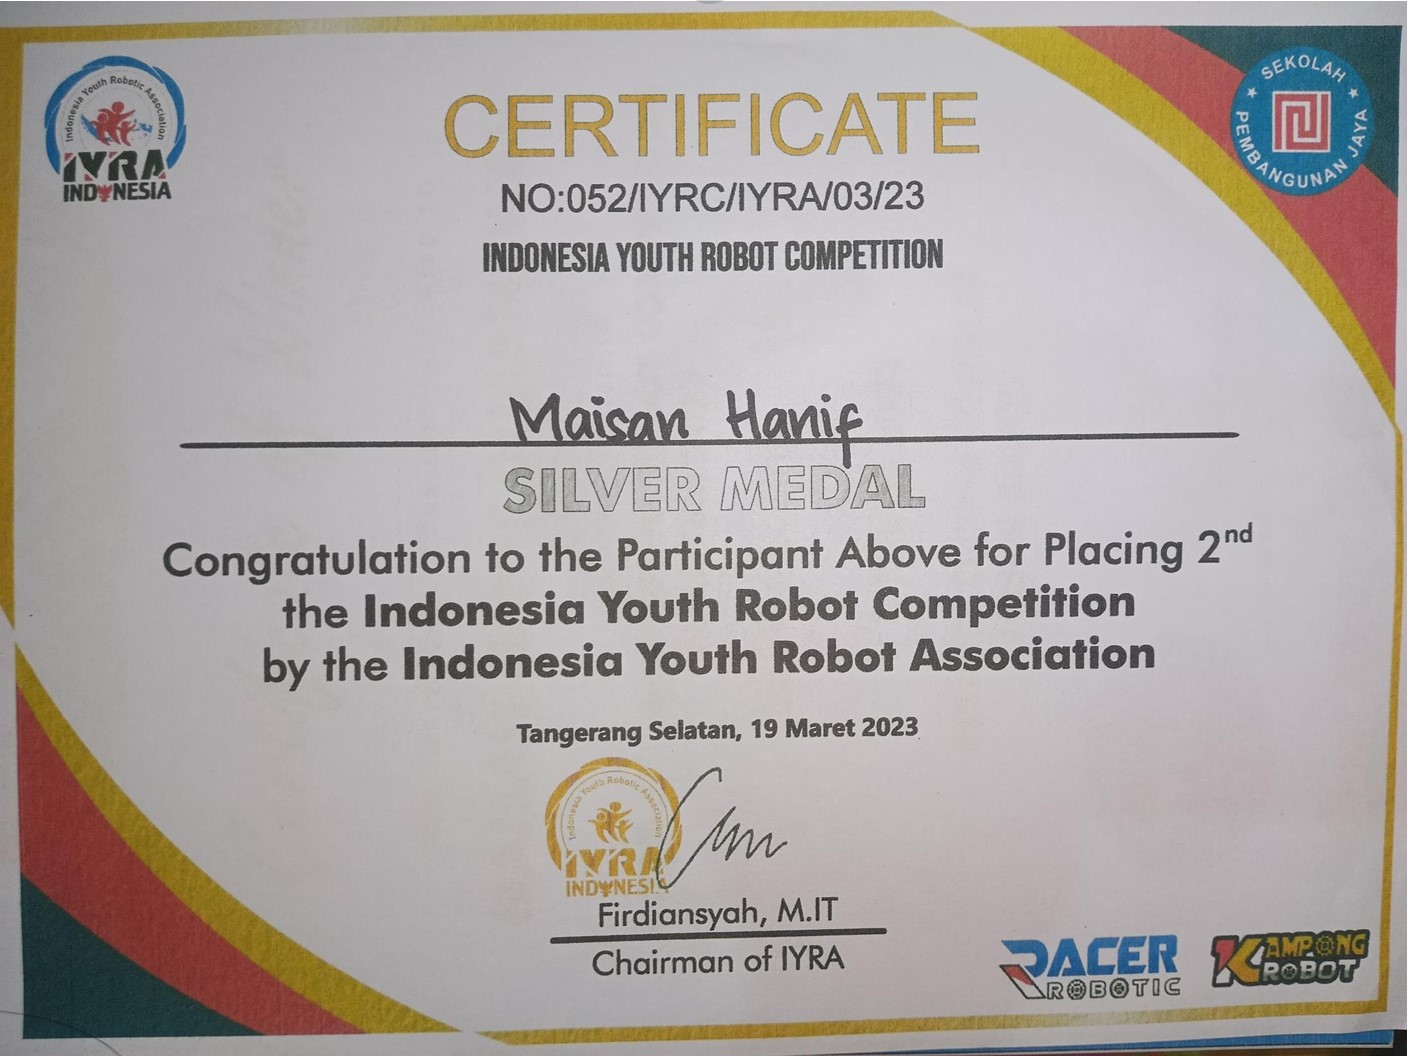 Indonesia Youth Robotic Association
IYRA
INDONESIA
SEKOLAH
PEMBANGUNAN JAYA
CERTIFICATE
NO:052/IYRC/IYRA/03/23
INDONESIA YOUTH ROBOT COMPETITION
Maisan Hanif
SILVER MEDAL
Congratulation to the Participant Above for Placing 2nd
the Indonesia Youth Robot Competition
by the Indonesia Youth Robot Association
Tangerang Selatan, 19 Maret 2023
Indonesia Youth Robotic Association
IYRA
INDONESIA
Firdiansyah, M.IT
Chairman of IYRA
RACER
ROBOTIC
KAMPONG
ROBOT